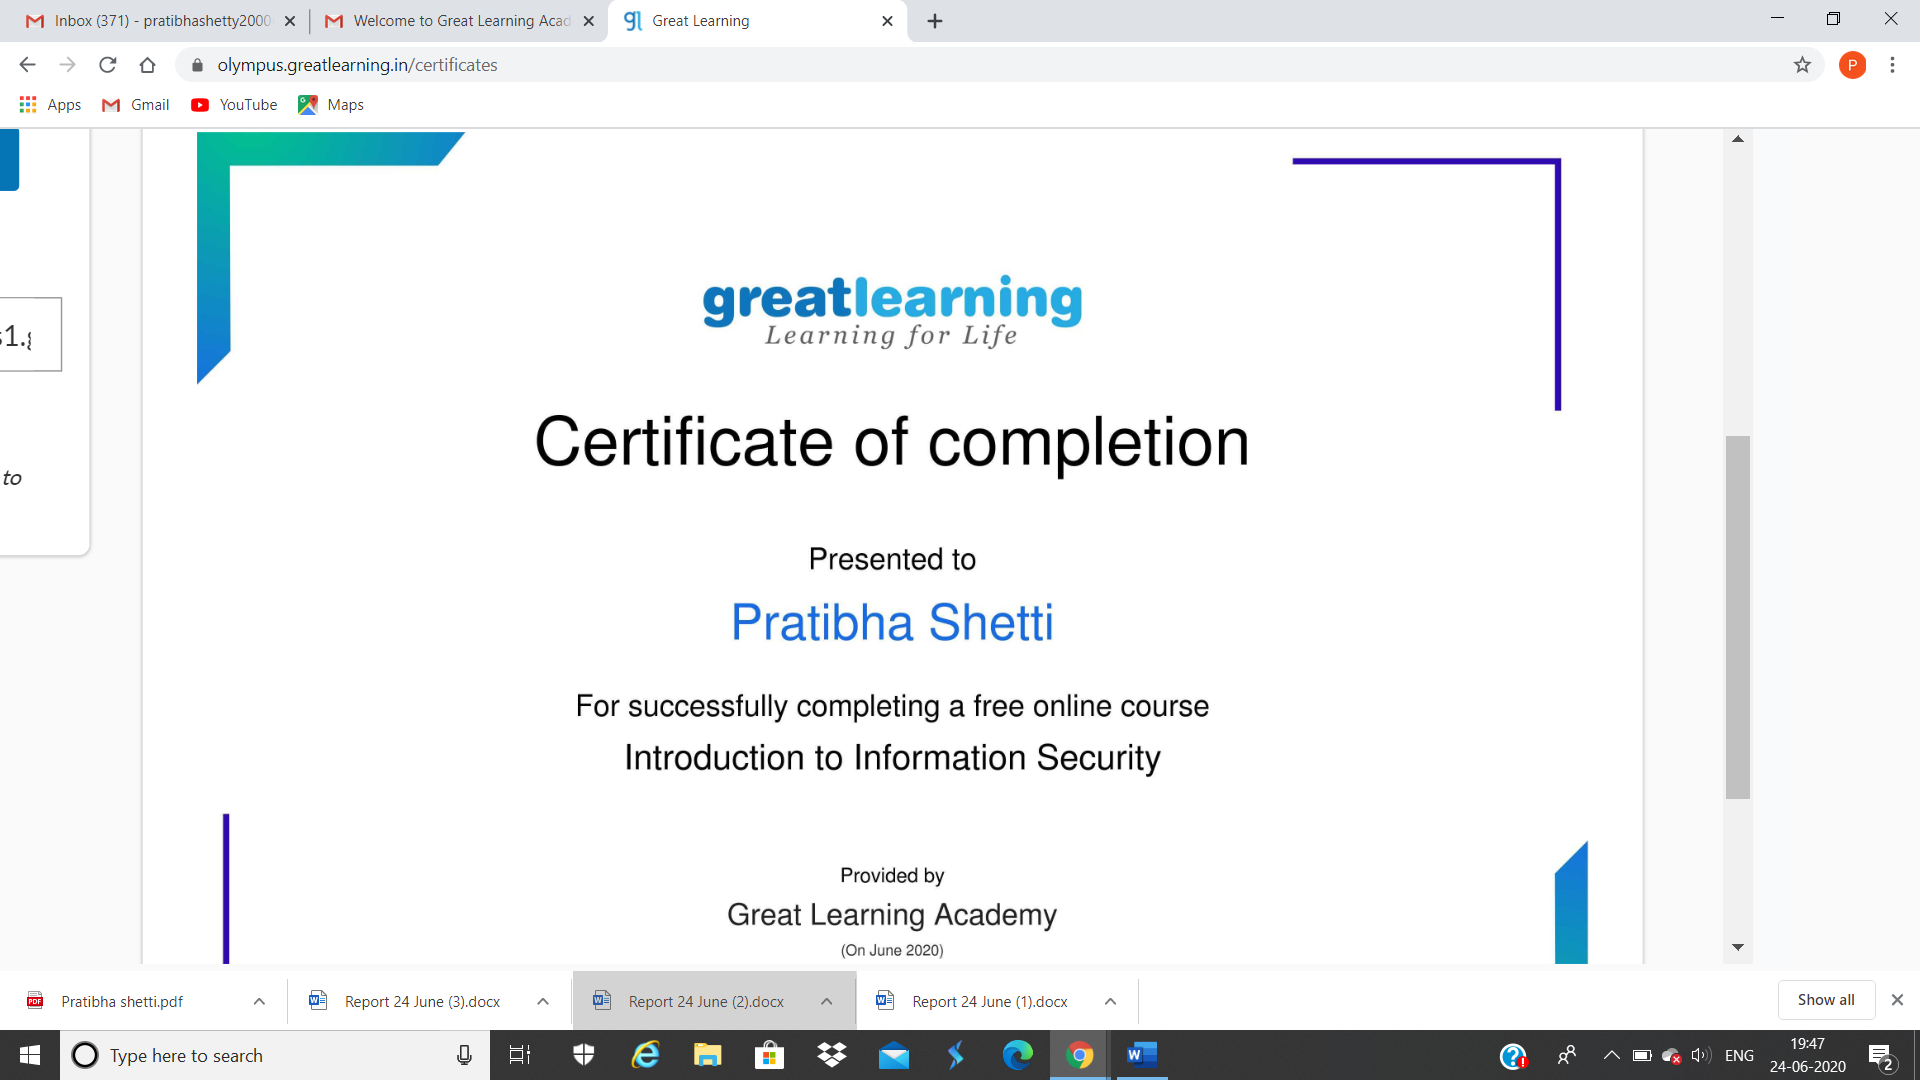 Inbox (371) - pratibhashetty2000
Welcome to Great Learning Acad
Great Learning
olympus.greatlearning.in/certificates
P
Apps
Gmail
YouTube
Maps
greatlearning
Learning for Life
Certificate of completion
Presented to
Pratibha Shetti
For successfully completing a free online course
Introduction to Information Security
Provided by
Great Learning Academy
(On June 2020)
to
Pratibha shetti.pdf
Report 24 June (3).docx
Report 24 June (2).docx
Report 24 June (1).docx
Show all
Type here to search
ENG
19:47
24-06-2020
2